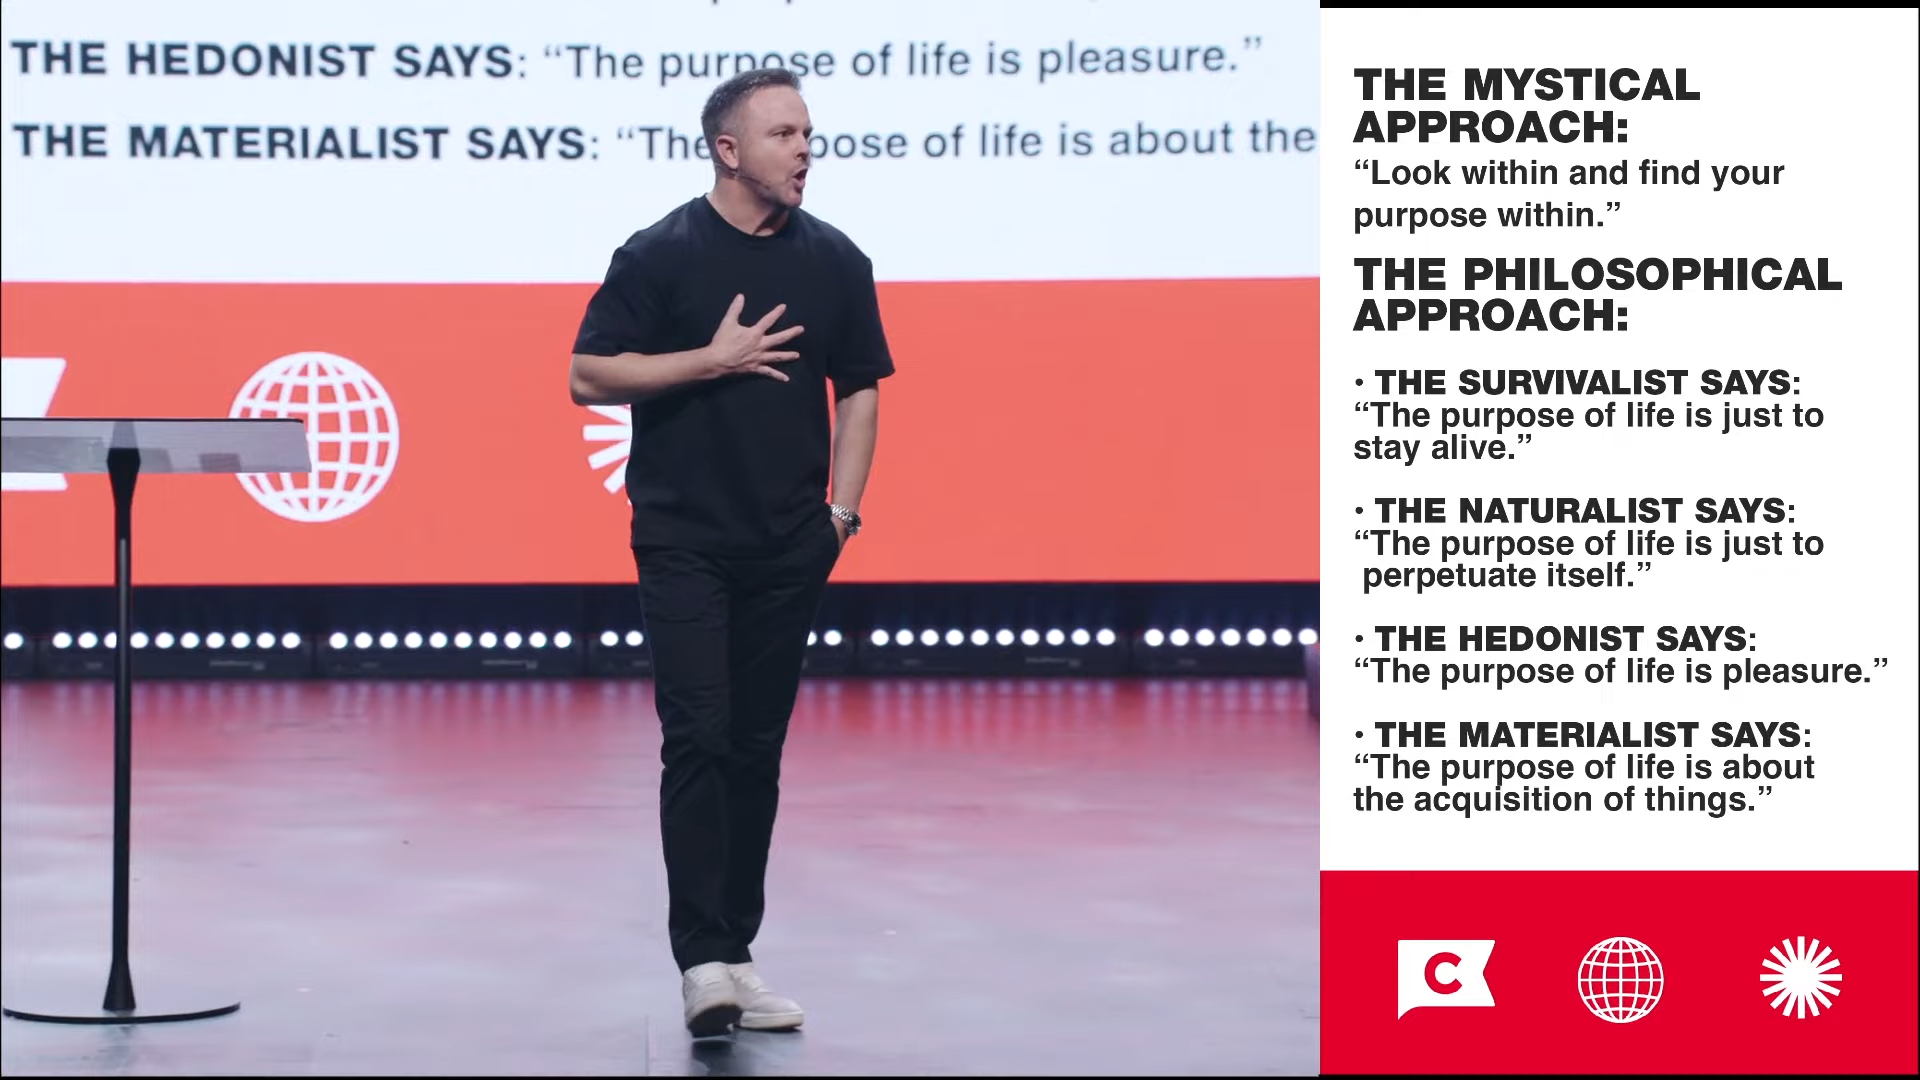 THE HEDONIST SAYS: “The purpose of life is pleasure.”
THE MATERIALIST SAYS: “The pose of life is about the
THE MYSTICAL
APPROACH:
“Look within and find your
purpose within.”
THE PHILOSOPHICAL
APPROACH:
• THE SURVIVALIST SAYS:
“The purpose of life is just to
stay alive.”
• THE NATURALIST SAYS:
“The purpose of life is just to
perpetuate itself.”
• THE HEDONIST SAYS:
“The purpose of life is pleasure.”
• THE MATERIALIST SAYS:
“The purpose of life is about
the acquisition of things.”
C